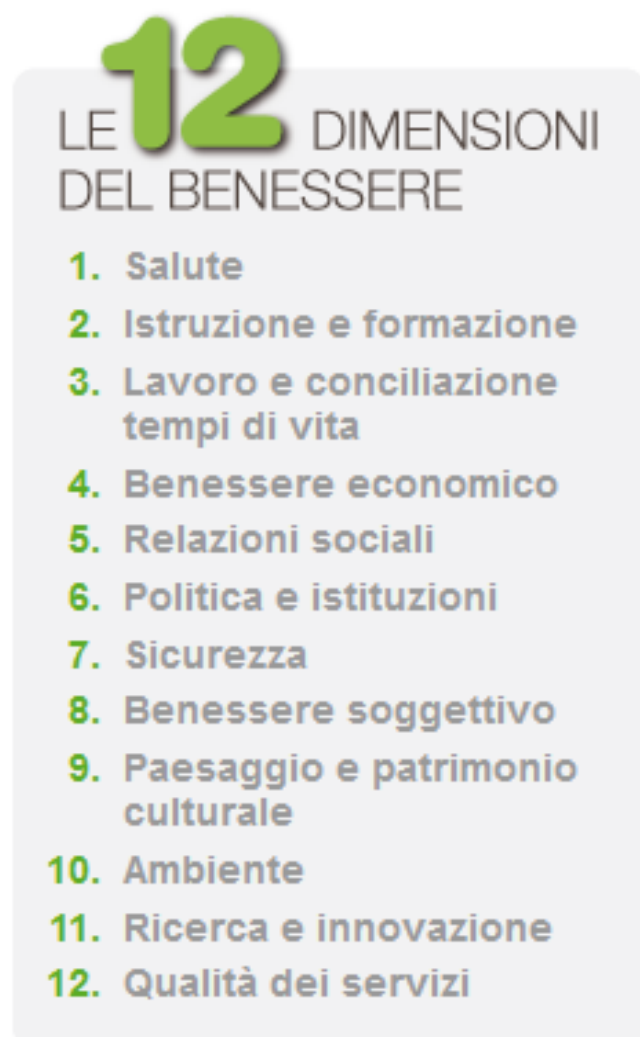 LE 12 DIMENSIONI
DEL BENESSERE
1. Salute
2. Istruzione e formazione
3. Lavoro e conciliazione
tempi di vita
4. Benessere economico
5. Relazioni sociali
6. Politica e istituzioni
7. Sicurezza
8. Benessere soggettivo
9. Paesaggio e patrimonio
culturale
10. Ambiente
11. Ricerca e innovazione
12. Qualità dei servizi